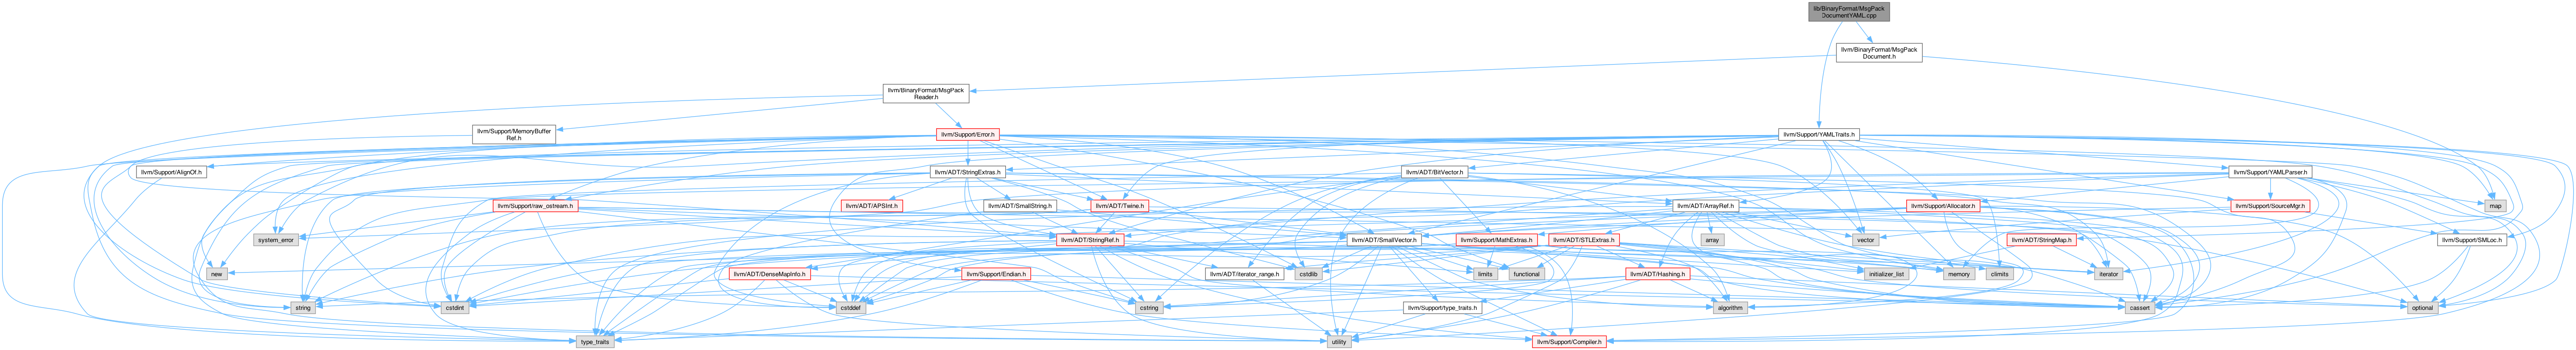 lib/BinaryFormat/MsgPack
DocumentYAML.cpp
llvm/BinaryFormat/MsgPack
Document.h
llvm/BinaryFormat/MsgPack
Reader.h
llvm/Support/MemoryBuffer
Ref.h
llvm/Support/Error.h
llvm/Support/YAMLTraits.h
llvm/Support/AlignOf.h
llvm/ADT/StringExtras.h
llvm/ADT/BitVector.h
llvm/Support/YAMLParser.h
llvm/Support/raw_ostream.h
llvm/ADT/APSInt.h
llvm/ADT/SmallString.h
llvm/ADT/Twine.h
llvm/ADT/ArrayRef.h
llvm/Support/Allocator.h
llvm/Support/SourceMgr.h
map
system_error
llvm/ADT/StringRef.h
llvm/ADT/SmallVector.h
llvm/Support/MathExtras.h
llvm/ADT/STLExtras.h
array
vector
llvm/ADT/StringMap.h
llvm/Support/SMLoc.h
new
llvm/ADT/DenseMapInfo.h
llvm/Support/Endian.h
llvm/ADT/iterator_range.h
cstdlib
limits
functional
llvm/ADT/Hashing.h
initializer_list
memory
climits
iterator
string
cstdint
cstddef
cstring
llvm/Support/type_traits.h
algorithm
cassert
optional
type_traits
utility
llvm/Support/Compiler.h